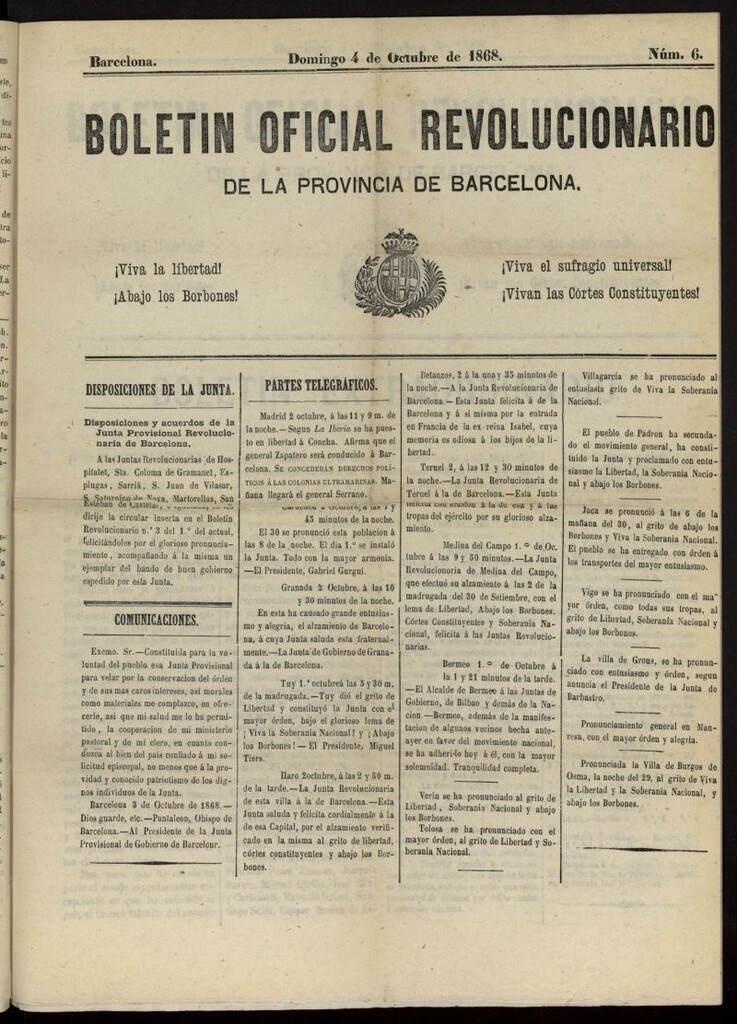 Barcelona. Domingo 4 de Octubre de 1868. Núm. 6.
BOLETIN OFICIAL REVOLUCIONARIO
DE LA PROVINCIA DE BARCELONA.
¡Viva la libertad!
¡Abajo los Borbones!
¡Viva el sufragio universal!
¡Vivan las Córtes Constituyentes!
DISPOSICIONES DE LA JUNTA.
Disposiciones y acuerdos de la
Junta Provisional Revolucio-
naria de Barcelona.
A las Juntas Revolucionarias de Hos-
pitalet, Sta. Coloma de Gramanet, Es-
plugas, Sarriá, S. Juan de Vilasar,
S. Saturnino de Noya, Martorellas, San
Esteban de Castellar,
dirije la circular inserta en el Boletin
Revolucionario n.º 3 del 1.º del actual,
felicitándolos por el glorioso pronuncia-
miento, acompañando á la misma un
ejemplar del bando de buen gobierno
espedido por esta Junta.
COMUNICACIONES.
Excmo. Sr.—Constituida para la vo-
luntad del pueblo esa Junta Provisional
para velar por la conservacion del órden
y de sus mas caros intereses, asi morales
como materiales me complazco, en ofre-
cerle, asi que mi salud me lo ha permi-
tido, la cooperacion de mi ministerio
pastoral y de mi clero, en cuanto con-
duzca al bien del pais confiado á mi so-
licitud episcopal, no menos que á la pro-
vidad y conocido patriotismo de los dig-
nos individuos de la Junta.
Barcelona 3 de Octubre de 1868.—
Dios guarde, etc.—Pantaleon, Obispo de
Barcelona.—Al Presidente de la Junta
Provisional de Gobierno de Barcelonr.
PARTES TELEGRÁFICOS.
Madrid 2 octubre, á las 11 y 9 m. de
la noche.—Segun La Iberia se ha pues-
to en libertad á Concha. Afirma que el
general Zapatero será conducido á Bar-
celona. SE CONCEDERÁN DERECHOS POLÍ-
TICOS Á LAS COLONIAS ULTRAMARINAS. Ma-
ñana llegará el general Serrano.
2 Octubre, á las 7 y
45 minutos de la noche.
El 30 se pronunció esta poblacion á
las 8 de la noche. El dia 1.º se instaló
la Junta. Todo con la mayor armonía.
—El Presidente, Gabriel Gurgui.
Granada 2 Octubre, á las 10
y 30 minutos de la noche.
En esta ha causado grande entusias-
mo y alegria, el alzamiento de Barcelo-
na, á cuya Junta saluda esta fraternal-
mente.—La Junta de Gobierno de Grana-
da á la de Barcelona.
Tuy 1.º octubreá las 5 y 30 m.
de la madrugada.—Tuy dió el grito de
Libertad y constituyó la Junta con el
mayor órden, bajo el glorioso lema de
¡ Viva la Soberanía Nacional ! y ¡ Abajo
los Borbones ! — El Presidente, Miguel
Tiers.
Haro 2octubre, á las 2 y 50 m.
de la tarde.—La Junta Revolucionaria
de esta villa á la de Barcelona.—Esta
Junta saluda y felicita cordialmente á la
de esa Capital, por el alzamiento verifi-
cado en la misma al grito de libertad,
córtes constituyentes y abajo los Bor-
bones.
Betanzos, 2 á la una y 35 minutos de
la noche.—A la Junta Revolucionaria de
Barcelona.— Esta Junta felicita á de la
Barcelona y á si misma por la entrada
en Francia de la ex-reina Isabel, cuya
memoria es odiosa á los hijos de la li-
bertad.
Teruel 2, á las 12 y 30 minutos de
la noche.—La Junta Revolucionaria de
Teruel á la de Bárcelona.—Esta Junta
felicita con efusion á la de esa y á las
tropas del ejército por su glorioso alza-
miento.
Medina del Campo 1.º de Oc-
tubre á las 9 y 50 minutos.—La Junta
Revolucionaria de Medina del Campo,
que efectuó su alzamiento á las 2 de la
madrugada del 30 de Setiembre, con el
lema de Libertad, Abajo los Borbones.
Córtes Constituyentes y Soberanía Na-
cional, felicita á las Juntas Revolucio-
narias.
Bermeo 1.º de Octubre á
la 1 y 21 minutos de la tarde.
—El Alcalde de Bermeo á las Juntas de
Gobierno, de Bilbao y demás de la Na-
cion.—Bermeo, además de la manifes-
tacion de algunos vecinos hecha ante-
ayer en favor del movimiento nacional,
se ha adherito hoy á él, con la mayor
solemnidad. Tranquilidad completa.
Verin se ha pronunciado al grito de
Libertad, Soberanía Nacional y abajo
los Borbones.
Tolosa se ha pronunciado con el
mayor órden, al grito de Libertad y So-
beranía Nacional.
Villagarcía se ha pronunciado al
entusiasta grito de Viva la Soberanía
Nacional.
El pueblo de Padron ha secunda-
do el movimiento general, ha consti-
tuido la Junta y proclamado con entu-
siasmo la Libertad, la Soberanía Nacio-
nal y abajo los Borbones.
Jaca se pronunció á las 6 de la
mañana del 30, al grito de abajo los
Borbones y Viva la Soberanía Nacional.
El pueblo se ha entregado con órden á
los transportes del mayor entusiasmo.
Vigo se ha pronunciado con el ma-
yor órden, como todas sus tropas, al
grito de Libertad, Soberanía Nacional y
abajo los Borbones.
La villa de Grous, se ha pronun-
ciado con entusiasmo y órden, segun
anuncia el Presidente de la Junta de
Barbastro.
Pronunciamiento general en Man-
resa, con el mayor órden y alegria.
Pronunciada la Villa de Burgos de
Osma, la noche del 29, al grito de Viva
la Libertad y la Soberanía Nacional, y
abajo los Borbones.